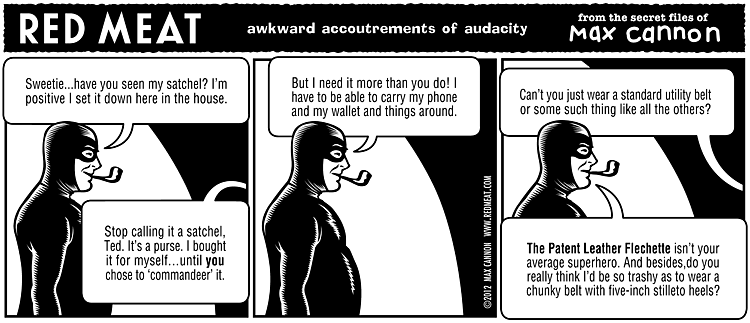 RED MEAT
awkward accoutrements of audacity
from the secret files of
Max cannon
Sweetie...have you seen my satchel? I'm
positive I set it down here in the house.
Stop calling it a satchel,
Ted. It's a purse. I bought
it for myself...until you
chose to 'commandeer' it.
But I need it more than you do! I
have to be able to carry my phone
and my wallet and things around.
©2012 MAX CANNON WWW.REDMEAT.COM
Can't you just wear a standard utility belt
or some such thing like all the others?
The Patent Leather Flechette isn't your
average superhero. And besides,do you
really think I'd be so trashy as to wear a
chunky belt with five-inch stilleto heels?